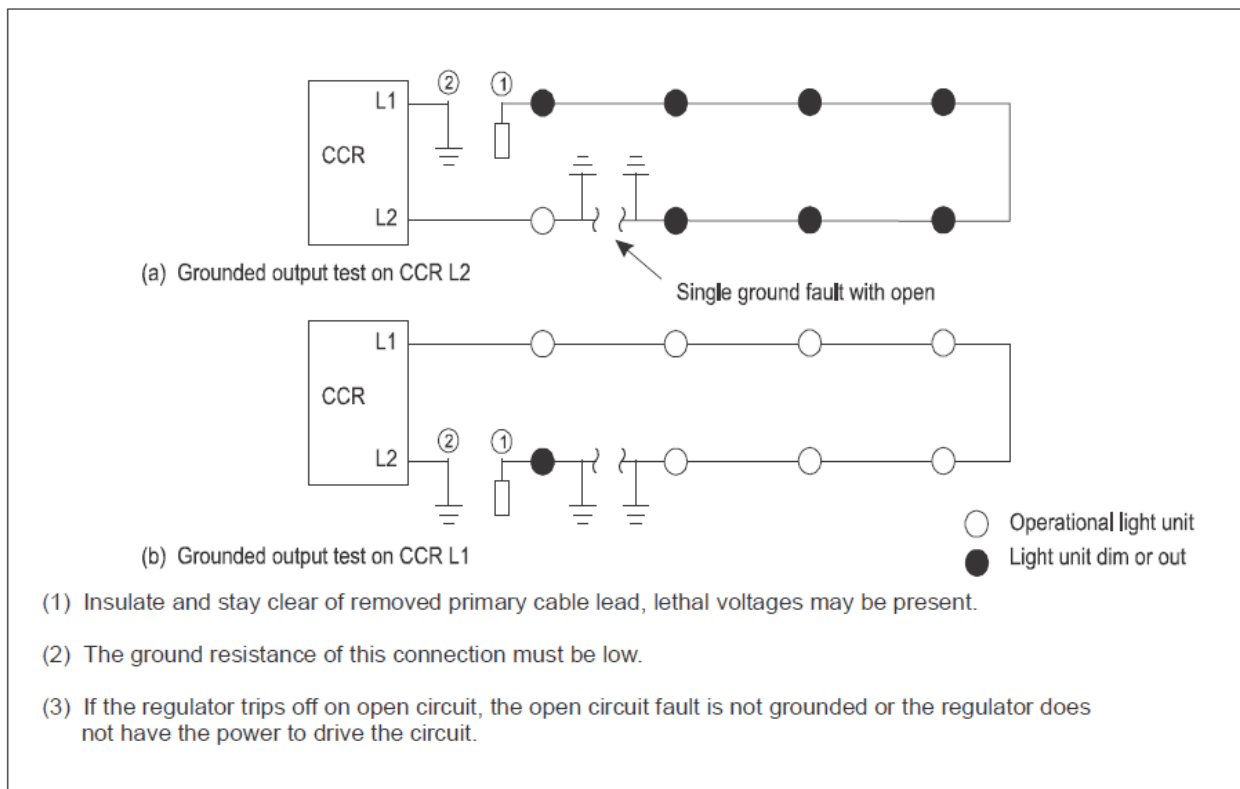 ② ①
L1
CCR
L2
(a) Grounded output test on CCR L2
Single ground fault with open
L1
CCR
② ①
L2
Operational light unit
(b) Grounded output test on CCR L1
Light unit dim or out
(1) Insulate and stay clear of removed primary cable lead, lethal voltages may be present.
(2) The ground resistance of this connection must be low.
(3) If the regulator trips off on open circuit, the open circuit fault is not grounded or the regulator does
not have the power to drive the circuit.